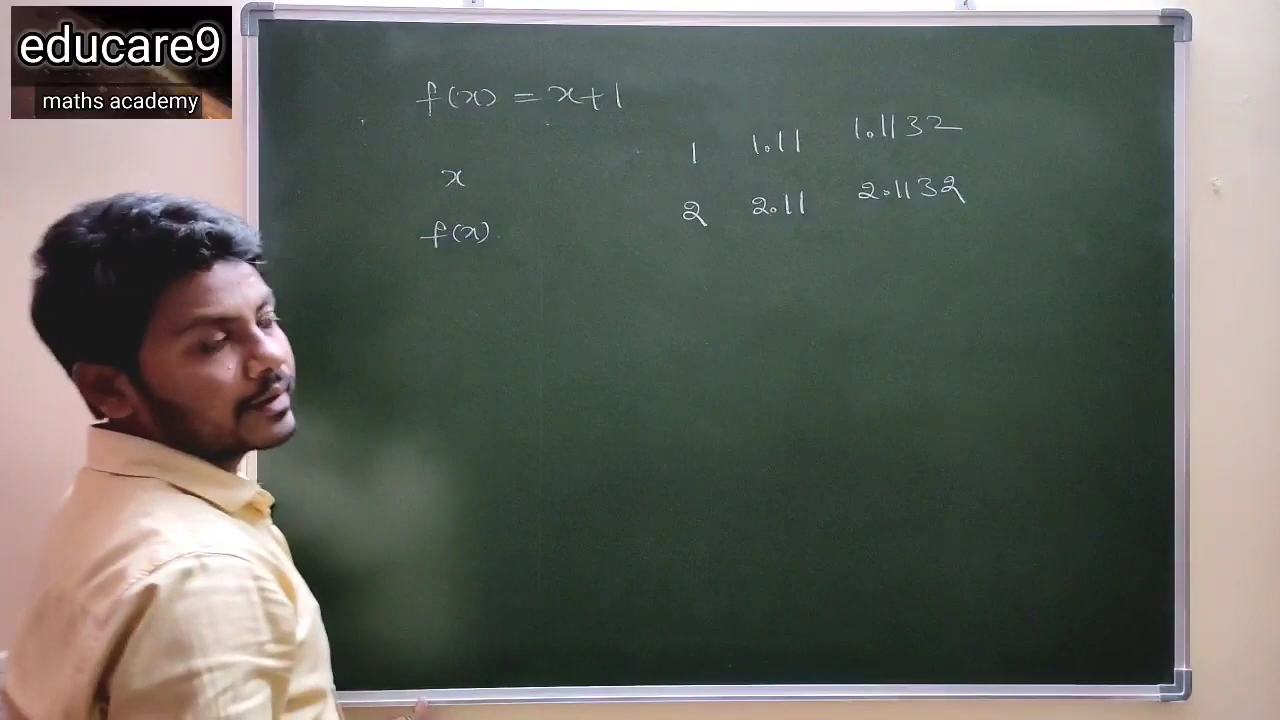 educare9
maths academy
f(x) = x+1
x 1 1.11 1.1132
f(x) 2 2.11 2.1132